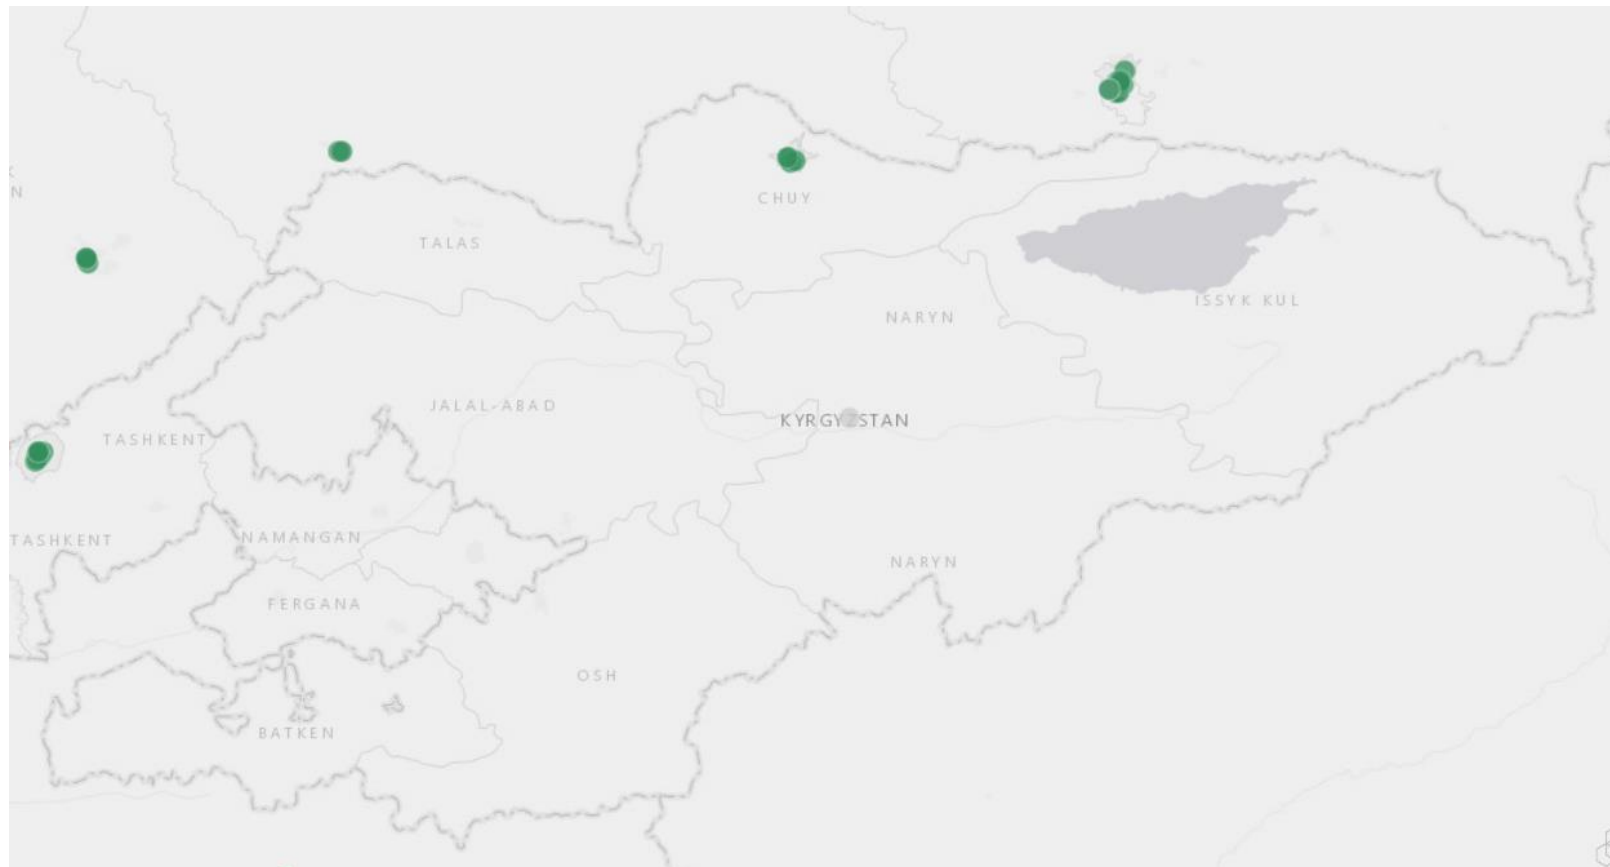 K
N
CHUY
TALAS
ISSYK KUL
NARYN
JALAL-ABAD
KYRGYZSTAN
TASHKENT
TASHKENT
NAMANGAN
NARYN
FERGANA
OSH
BATKEN